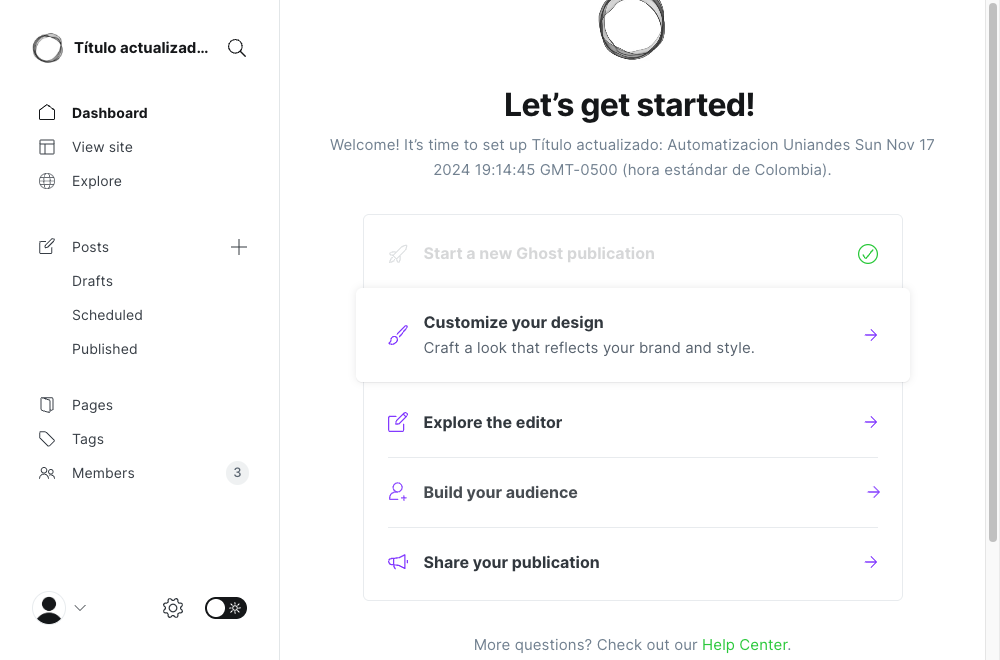 Título actualizad...
Dashboard
View site
Explore
Posts
Drafts
Scheduled
Published
Pages
Tags
Members
3
Let’s get started!
Welcome! It’s time to set up Título actualizado: Automatizacion Uniandes Sun Nov 17
2024 19:14:45 GMT-0500 (hora estándar de Colombia).
Start a new Ghost publication
Customize your design
Craft a look that reflects your brand and style.
Explore the editor
Build your audience
Share your publication
More questions? Check out our Help Center.